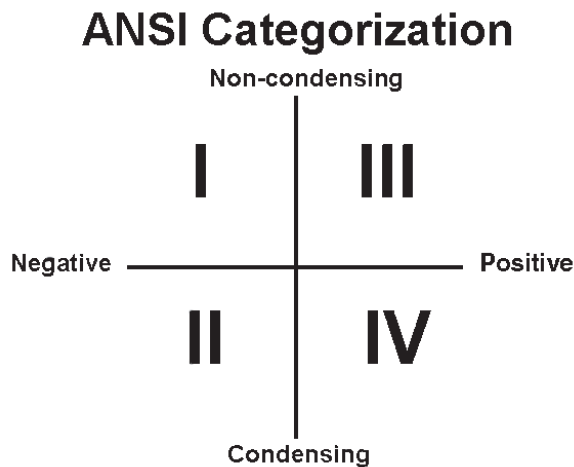 ANSI Categorization
Non-condensing
I III
Negative Positive
II IV
Condensing